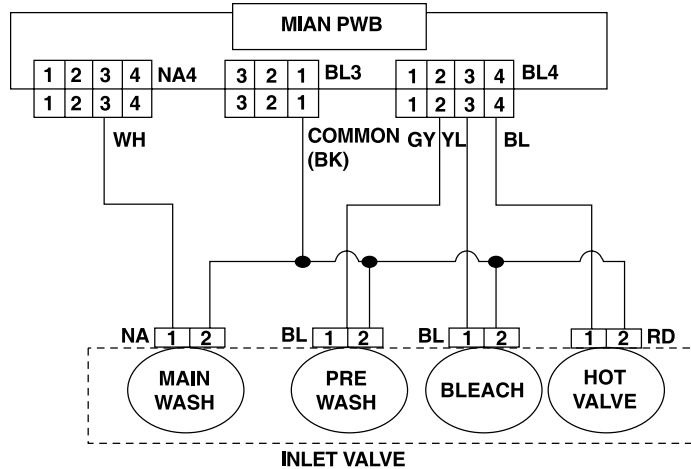 MIAN PWB
1 2 3 4 NA4 3 2 1 BL3 1 2 3 4 BL4
1 2 3 4 3 2 1 1 2 3 4
WH COMMON GY YL BL
(BK)
NA 1 2 BL 1 2 BL 1 2 1 2 RD
MAIN
WASH
PRE
WASH
BLEACH
HOT
VALVE
INLET VALVE